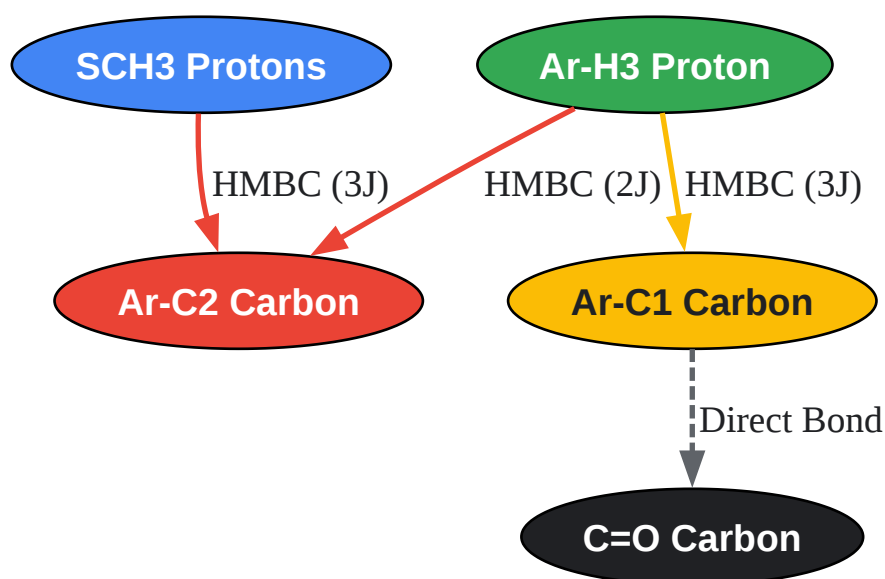 SCH3 Protons
Ar-H3 Proton
HMBC (3J)
HMBC (2J)
HMBC (3J)
Ar-C2 Carbon
Ar-C1 Carbon
Direct Bond
C=O Carbon